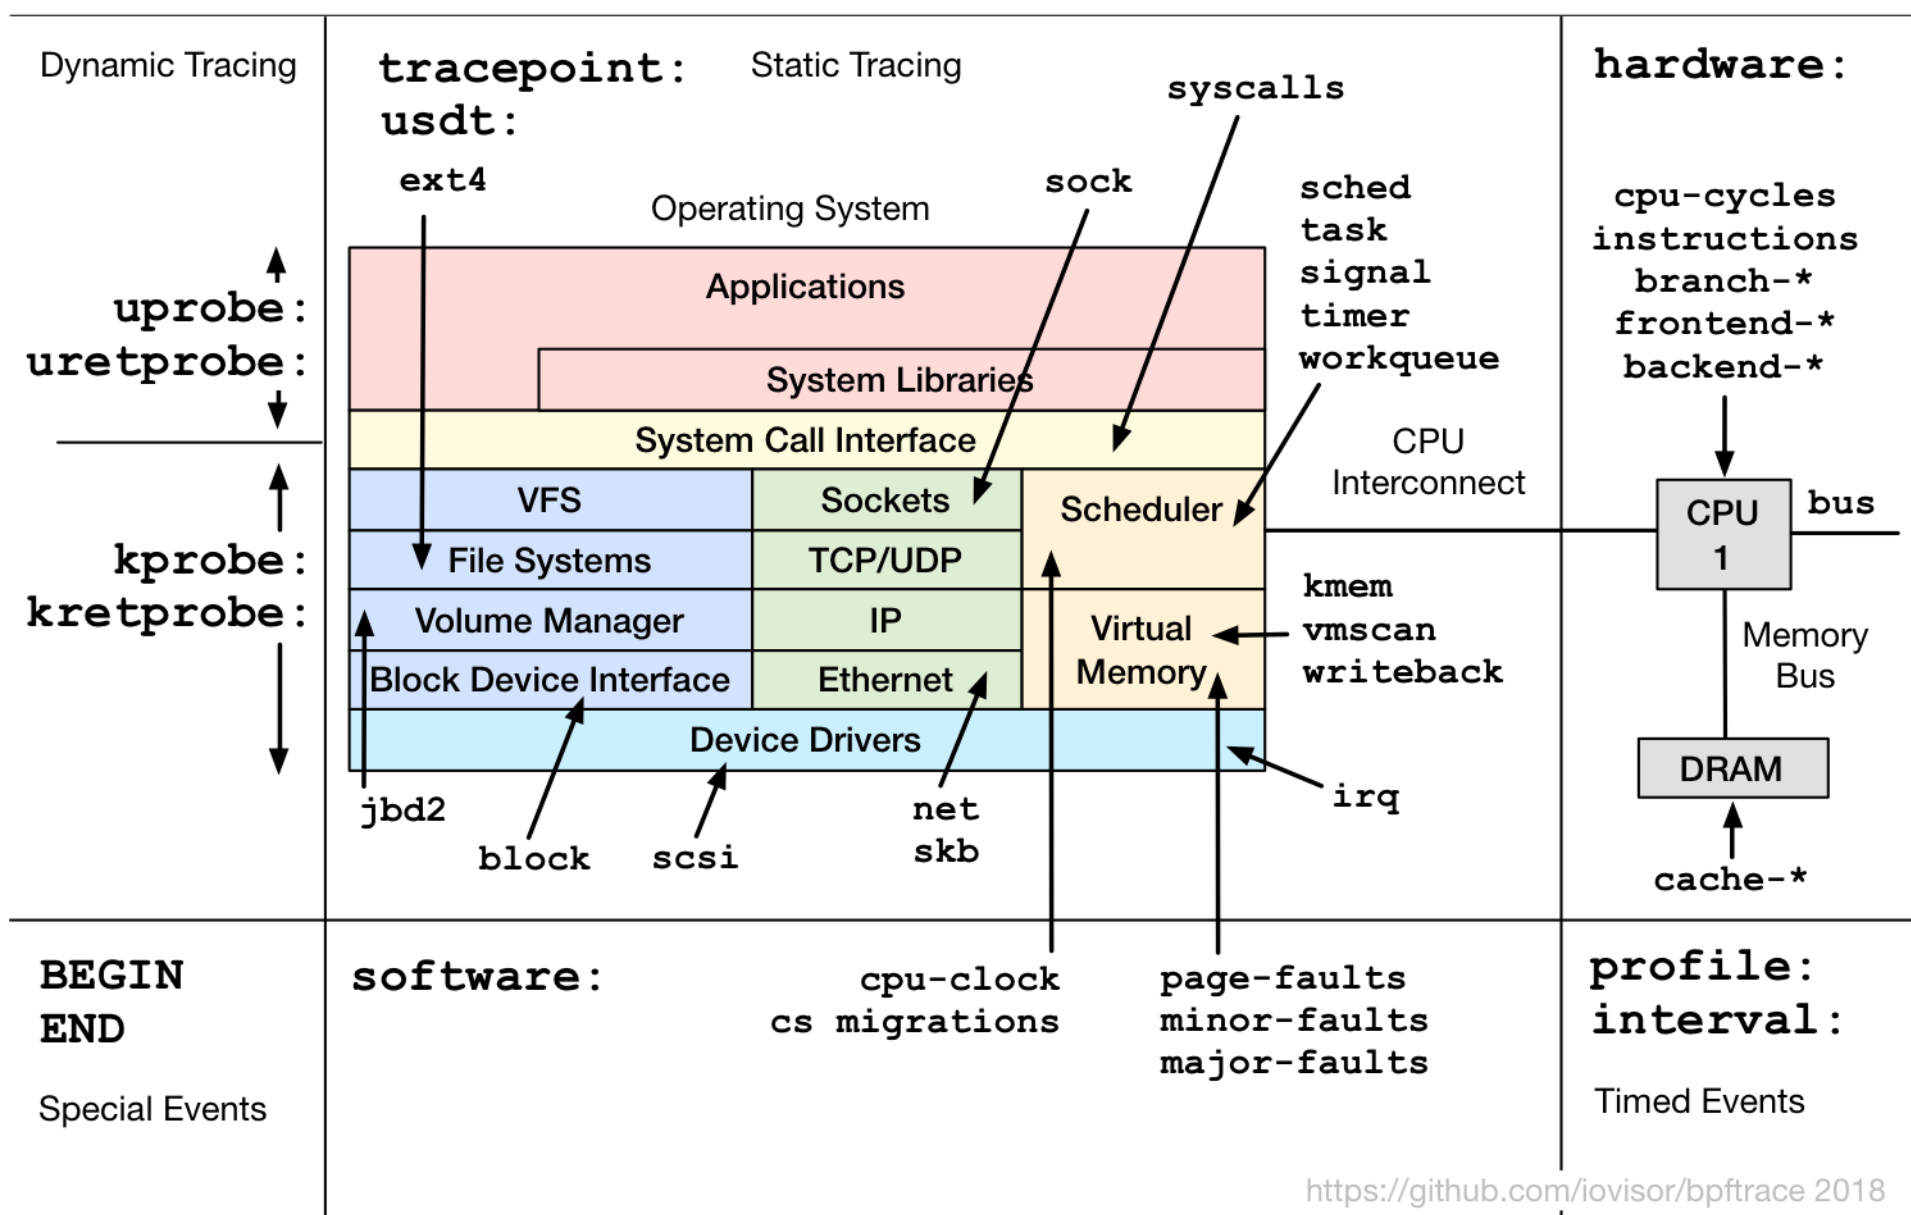 Dynamic Tracing
tracepoint:
usdt:
Static Tracing
hardware:
syscalls
ext4
sock
Operating System
sched
task
signal
timer
workqueue
cpu-cycles
instructions
branch-*
frontend-*
backend-*
uprobe:
uretprobe:
Applications
System Libraries
System Call Interface
CPU
Interconnect
VFS
Sockets
Scheduler
CPU
1
bus
kprobe:
kretprobe:
File Systems
TCP/UDP
Volume Manager
IP
Virtual
Memory
kmem
vmscan
writeback
Memory
Bus
Block Device Interface
Ethernet
Device Drivers
DRAM
jbd2
block
scsi
net
skb
irq
cache-*
BEGIN
END
Special Events
software:
cpu-clock
cs migrations
page-faults
minor-faults
major-faults
profile:
interval:
Timed Events
https://github.com/iovisor/bpftrace 2018